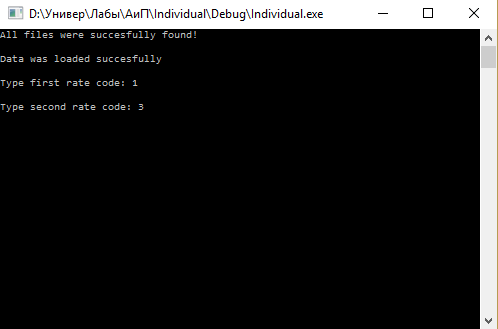 D:\Универ\Лабы\АиП\Individual\Debug\Individual.exe
All files were succesfully found!
Data was loaded succesfully
Type first rate code: 1
Type second rate code: 3